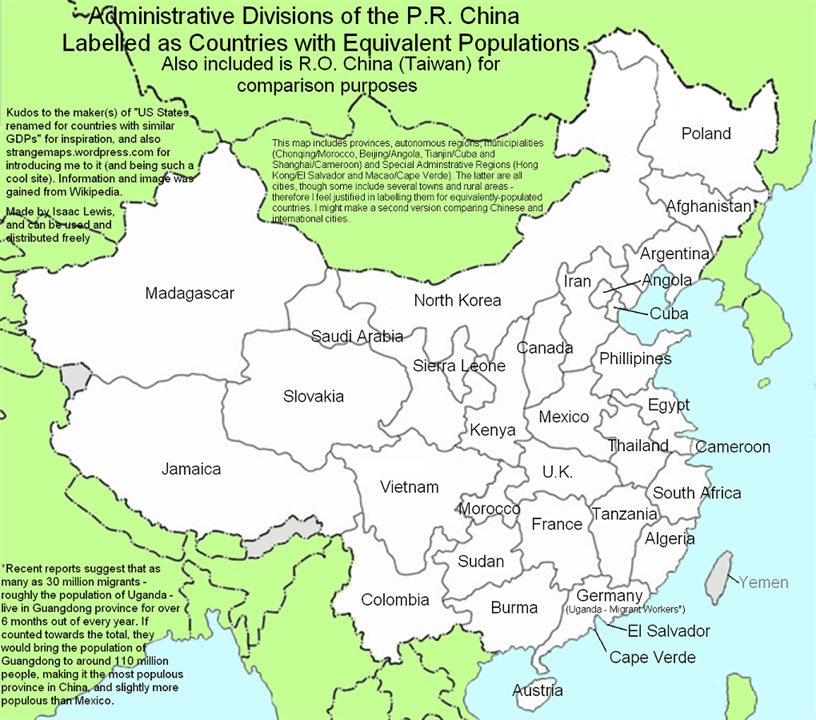 Administrative Divisions of the P.R. China
Labelled as Countries with Equivalent Populations
Also included is R.O. China (Taiwan) for
comparison purposes
Kudos to the maker(s) of "US States
renamed for countries with similar
GDPs" for inspiration, and also
strangemaps.wordpress.com for
introducing me to it (and being such a
cool site). Information and image was
gained from Wikipedia.
Made by Isaac Lewis,
and can be used and
distributed freely
This map includes provinces, autonomous regions, municipialities
(Chonqing/Morocco, Beijing/Angola, Tianjin/Cuba and
Shanghai/Cameroon) and Special Adminstrative Regions (Hong
Kong/El Salvador and Macao/Cape Verde). The latter are all
cities, though some include several towns and rural areas -
therefore I feel justified in labelling them for equivalently-populated
countries. I might make a second version comparing Chinese and
international cities.
Poland
Afghanistan
Argentina
Iran
Angola
Madagascar
North Korea
Cuba
Saudi Arabia
Canada
Phillipines
Sierra Leone
Slovakia
Egypt
Mexico
Kenya
Thailand
Cameroon
Jamaica
U.K.
Vietnam
South Africa
Morocco
Tanzania
France
Algeria
Sudan
Yemen
Colombia
Germany
Burma
(Uganda - Migrant Workers*)
El Salvador
Cape Verde
Austria
*Recent reports suggest that as
many as 30 million migrants -
roughly the population of Uganda -
live in Guangdong province for over
6 months out of every year. If
counted towards the total, they
would bring the population of
Guangdong to around 110 million
people, making it the most populous
province in China, and slightly more
populous than Mexico.